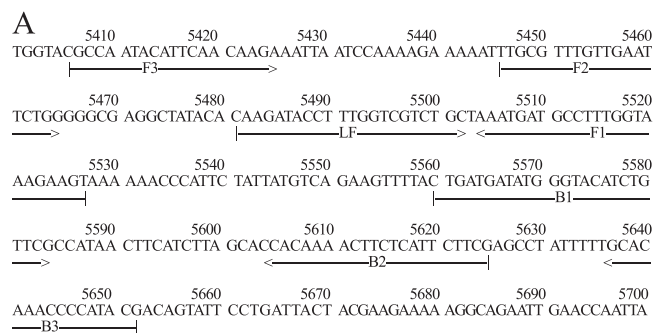 A
5410 5420 5430 5440 5450 5460
TGGTACGCCA ATACATTCAA CAAGAAATTA ATCCAAAAGA AAAATTTGCG TTTGTTGAAT
F3 F2
5470 5480 5490 5500 5510 5520
TCTGGGGGCG AGGCTATACA CAAGATACCT TTGGTCGTCT GCTAAATGAT GCCTTTGGTA
LF F1
5530 5540 5550 5560 5570 5580
AAGAAGTAAA AAACCCATTC TATTATGTCA GAAGTTTTAC TGATGATATG GGTACATCTG
B1
5590 5600 5610 5620 5630 5640
TTCGCCATAA CTTCATCTTA GCACCACAAA ACTTCTCATT CTTCGAGCCT ATTTTTGCAC
B2
5650 5660 5670 5680 5690 5700
AAACCCCATAC GACAGTATT CCTGATTACT ACGAAGAAAA AGGCAGAATT GAACCAATTA
B3